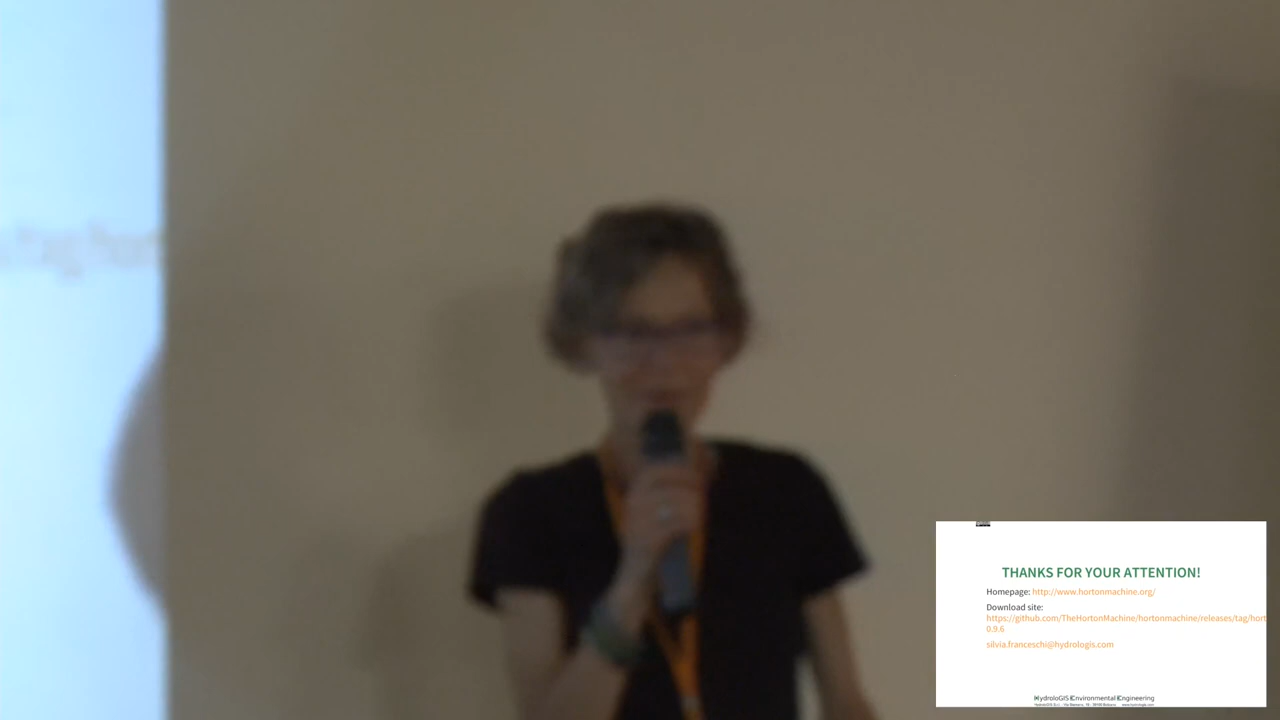 THANKS FOR YOUR ATTENTION!
Homepage: http://www.hortonmachine.org/
Download site:
https://github.com/TheHortonMachine/hortonmachine/releases/tag/hort
0.9.6
silvia.franceschi@hydrologis.com
HydroloGIS Environmental Engineering